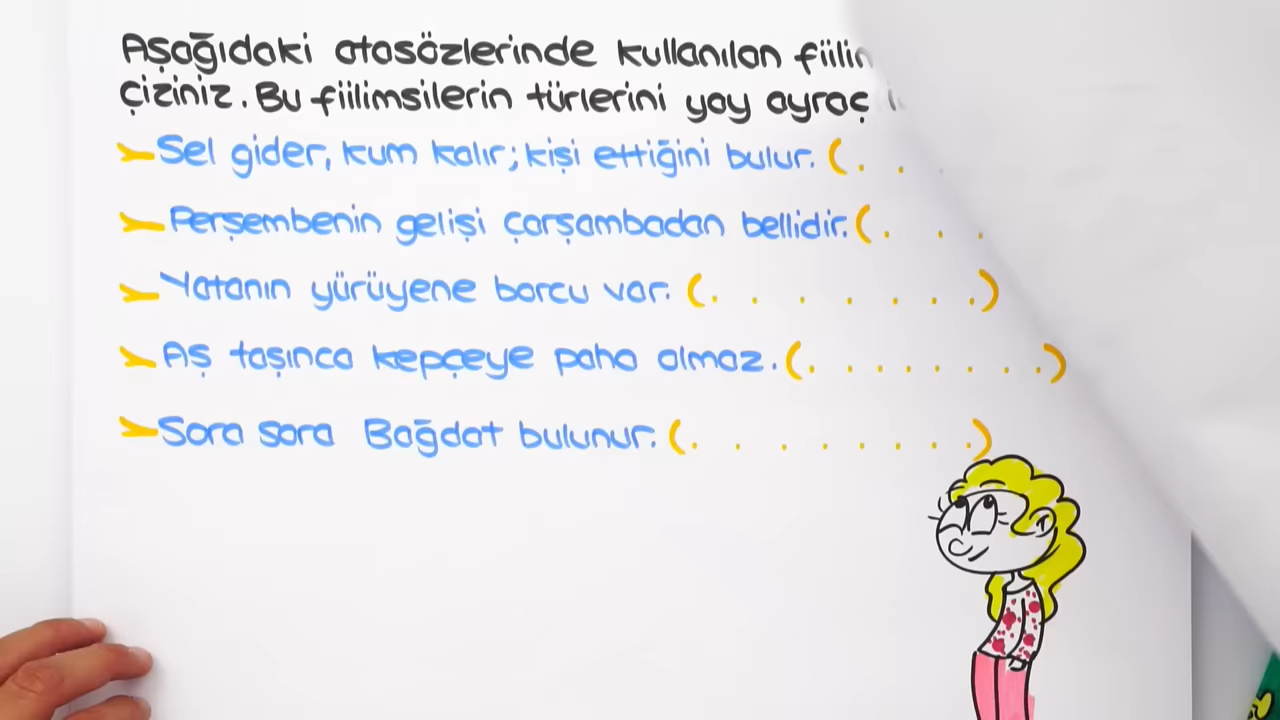 Aşağıdaki atasözlerinde kullanılan fiilin
çiziniz. Bu fiilimsilerin türlerini yay ayraç
Sel gider, kum kalır; kişi ettiğini bulur. (. .
Perşembenin gelişi çarşambadan bellidir. (. . .
Yatanın yürüyene borcu var. (. . . . . . .)
Aş taşınca kepçeye paha olmaz. (. . . . . . .)
Sora sora Bağdat bulunur. (. . . . . . .)